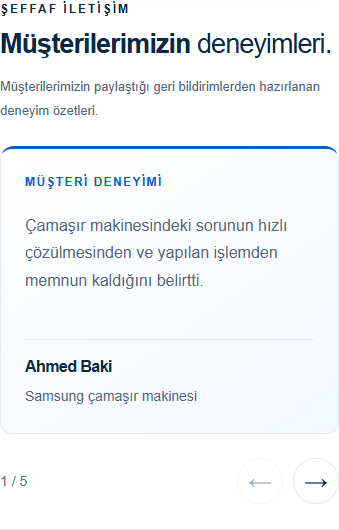 ŞEFFAF İLETİŞİM
Müşterilerimizin deneyimleri.
Müşterilerimizin paylaştığı geri bildirimlerden hazırlanan
deneyim özetleri.
MÜŞTERİ DENEYİMİ
Çamaşır makinesindeki sorunun hızlı
çözülmesinden ve yapılan işlemden
memnun kaldığını belirtti.
Ahmed Baki
Samsung çamaşır makinesi
1 / 5 ← →